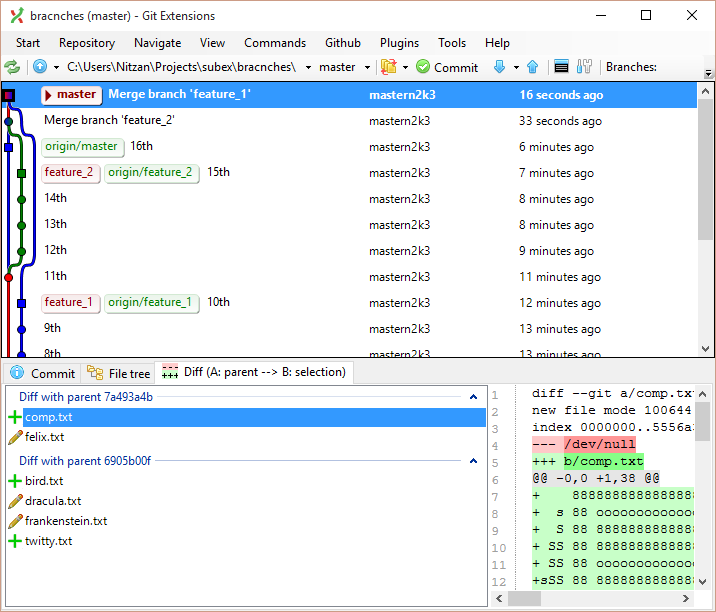 bracnches (master) - Git Extensions
Start Repository Navigate View Commands Github Plugins Tools Help
C:\Users\Nitzan\Projects\subex\bracnches\ master Commit Branches:
master Merge branch 'feature_1' mastern2k3 16 seconds ago
Merge branch 'feature_2' mastern2k3 33 seconds ago
origin/master 16th mastern2k3 6 minutes ago
feature_2 origin/feature_2 15th mastern2k3 7 minutes ago
14th mastern2k3 8 minutes ago
13th mastern2k3 8 minutes ago
12th mastern2k3 9 minutes ago
11th mastern2k3 11 minutes ago
feature_1 origin/feature_1 10th mastern2k3 12 minutes ago
9th mastern2k3 13 minutes ago
8th mastern2k3 13 minutes ago
Commit File tree Diff (A: parent --> B: selection)
Diff with parent 7a493a4b
comp.txt
felix.txt
Diff with parent 6905b00f
bird.txt
dracula.txt
frankenstein.txt
twitty.txt
1 diff --git a/comp.tx
2 new file mode 100644
3 index 0000000..5556a
4 --- /dev/null
5 +++ b/comp.txt
6 @@ -0,0 +1,38 @@
7 + 8888888888888888
8 + s 88 ooooooooooooo
9 + S 88 8888888888888
10 + SS 88 8888888888888
11 + SS 88 ooooooooooooo
12 +sSS 88 8888888888888